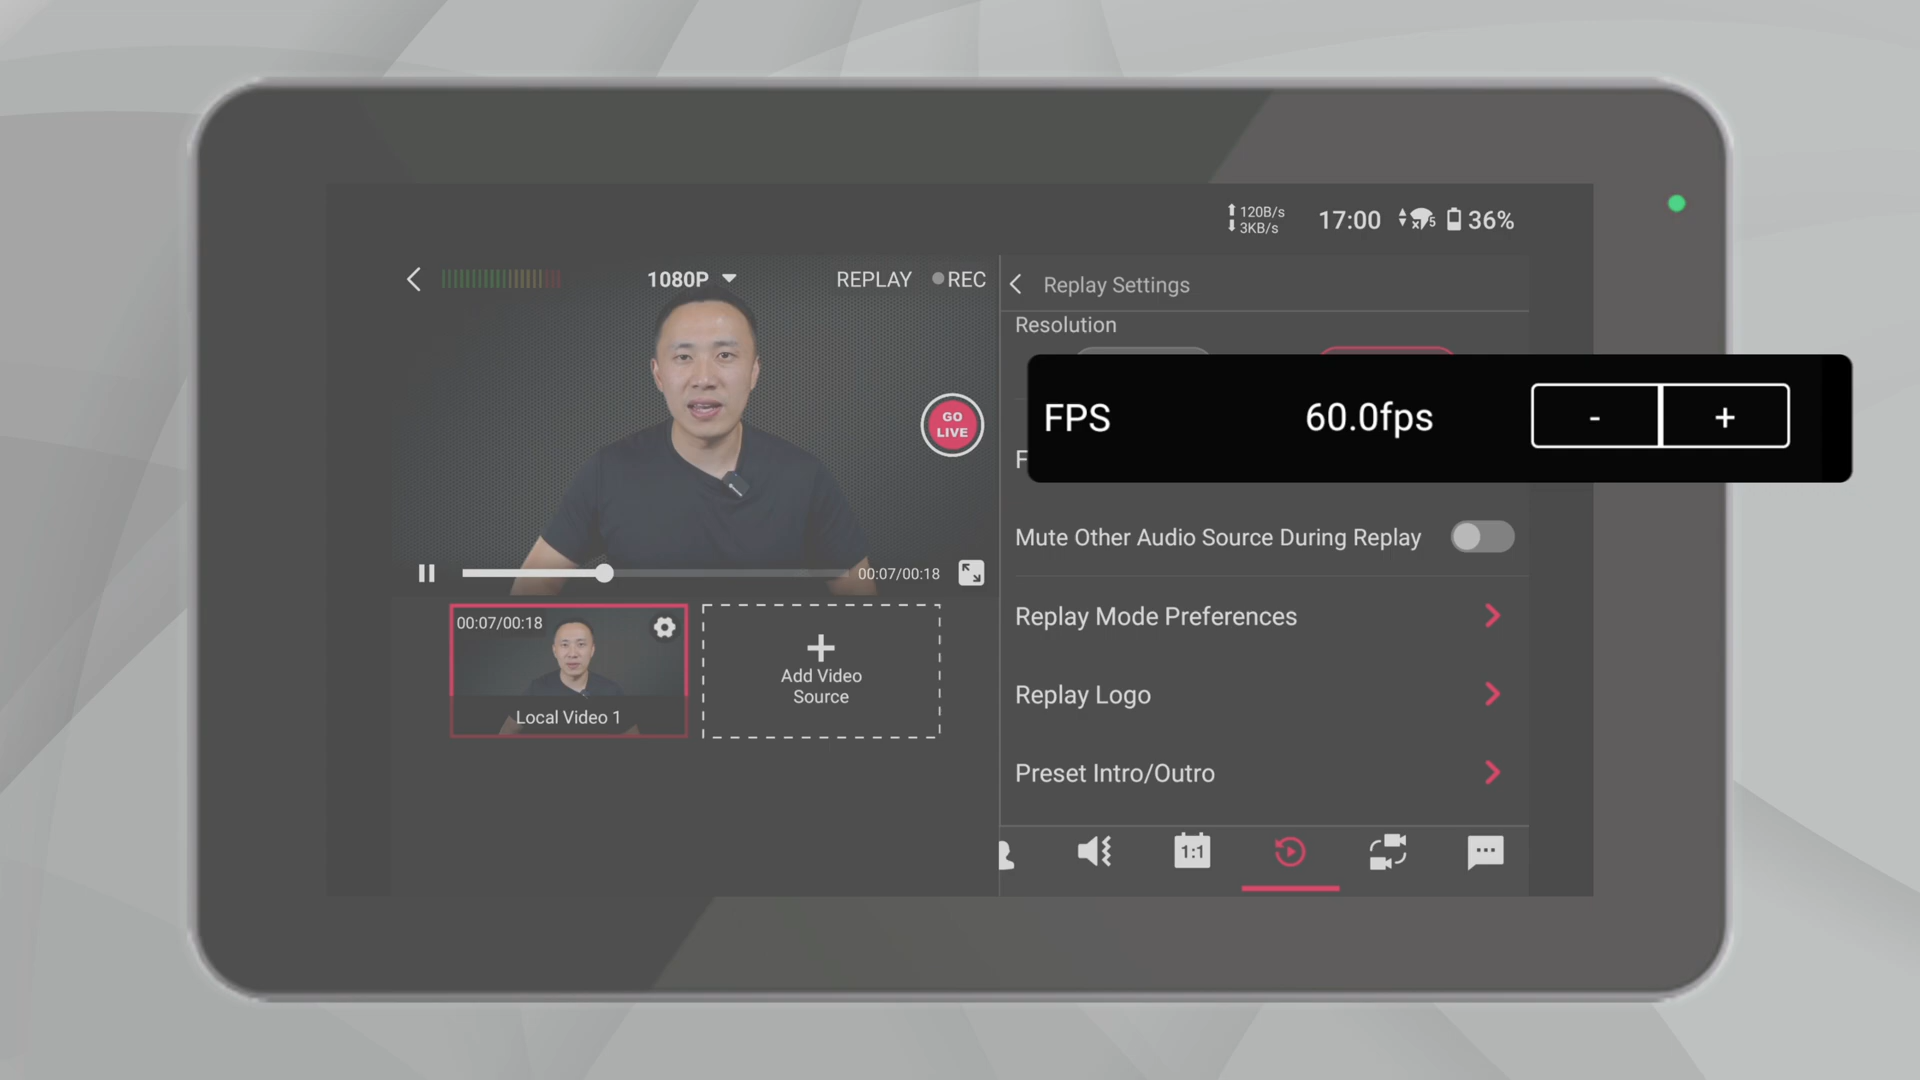 120B/s
3KB/s
17:00
5
36%
1080P
REPLAY
REC
Replay Settings
Resolution
FPS
60.0fps
-
+
F
GO
LIVE
Mute Other Audio Source During Replay
00:07/00:18
Replay Mode Preferences
00:07/00:18
Add Video
Source
Local Video 1
Replay Logo
Preset Intro/Outro
1:1